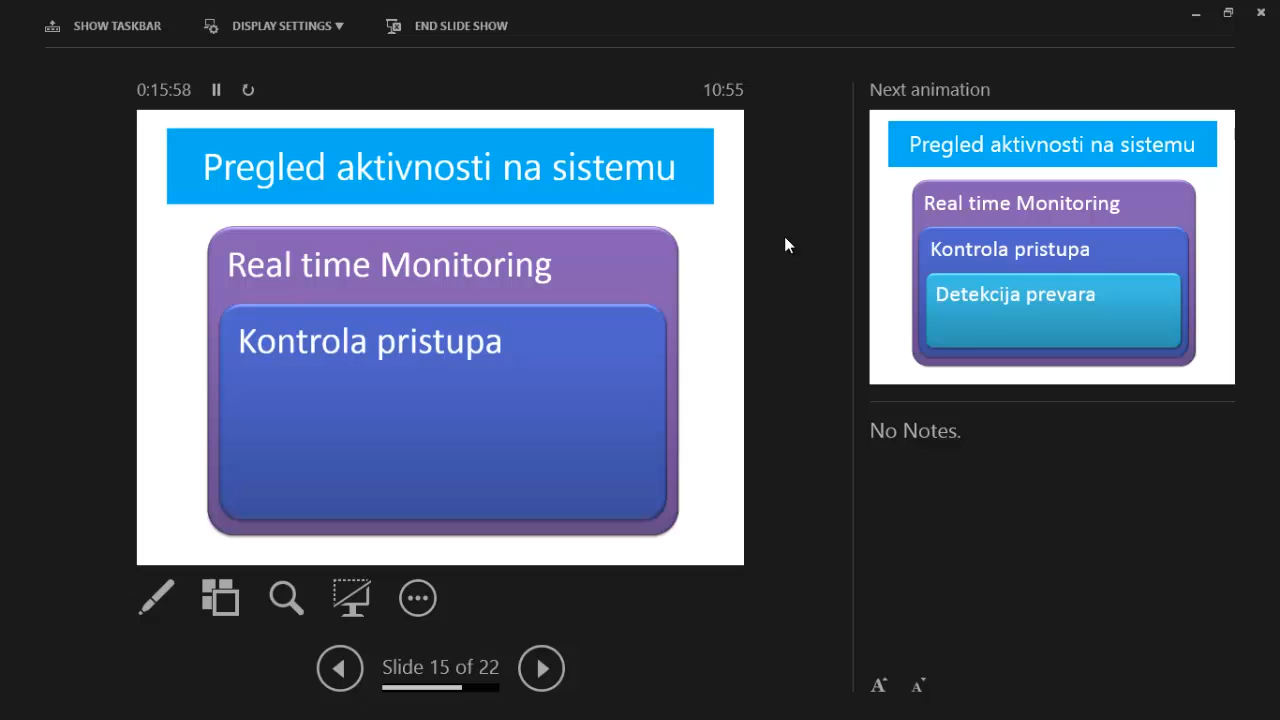 SHOW TASKBAR
DISPLAY SETTINGS ▼
END SLIDE SHOW
0:15:58
10:55
Pregled aktivnosti na sistemu
Real time Monitoring
Kontrola pristupa
Slide 15 of 22
Next animation
Pregled aktivnosti na sistemu
Real time Monitoring
Kontrola pristupa
Detekcija prevara
No Notes.
A A